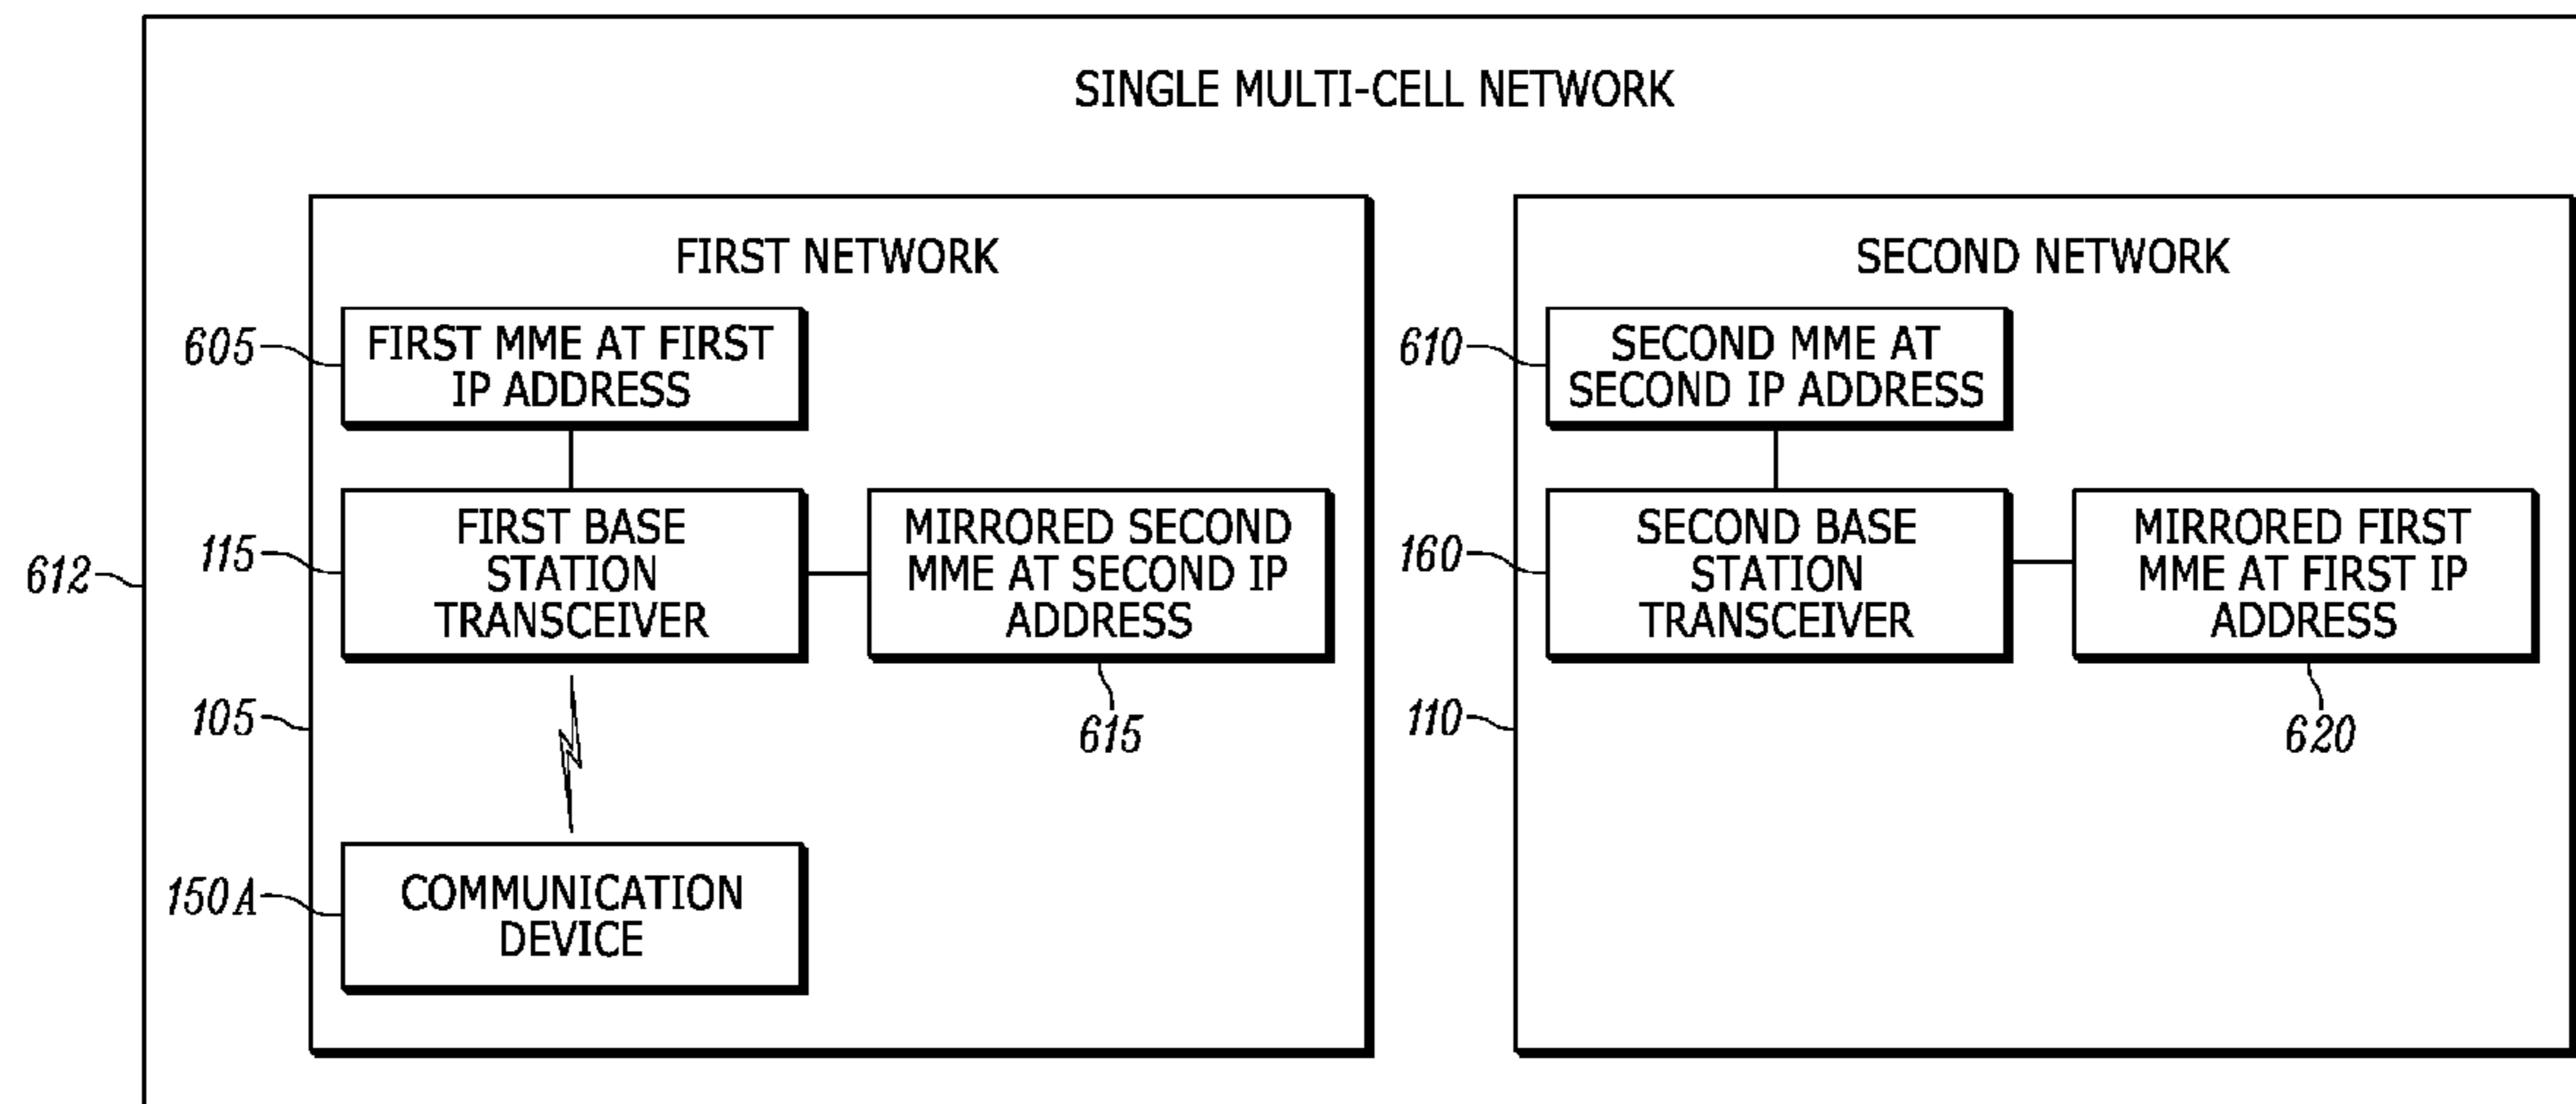 SINGLE MULTI-CELL NETWORK
FIRST NETWORK
605
FIRST MME AT FIRST
IP ADDRESS
115
FIRST BASE
STATION
TRANSCEIVER
MIRRORED SECOND
MME AT SECOND IP
ADDRESS
615
612
105
150A
COMMUNICATION
DEVICE
SECOND NETWORK
610
SECOND MME AT
SECOND IP ADDRESS
160
SECOND BASE
STATION
TRANSCEIVER
MIRRORED FIRST
MME AT FIRST IP
ADDRESS
620
110